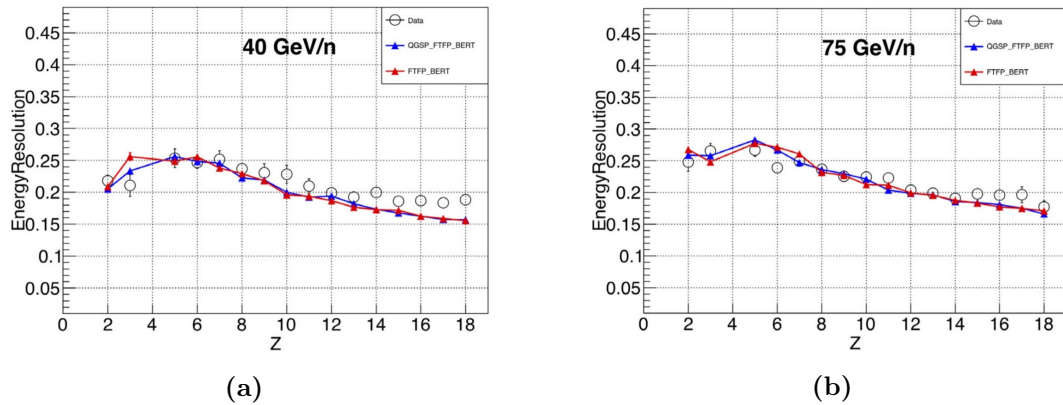 Data
QGSP_FTFP_BERT
FTFP_BERT
40 GeV/n
EnergyResolution
0.45
0.4
0.35
0.3
0.25
0.2
0.15
0.1
0.05
0 2 4 6 8 10 12 14 16 18
Z
(a)
Data
QGSP_FTFP_BERT
FTFP_BERT
75 GeV/n
EnergyResolution
0.45
0.4
0.35
0.3
0.25
0.2
0.15
0.1
0.05
0 2 4 6 8 10 12 14 16 18
Z
(b)